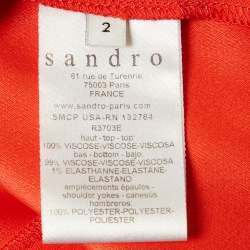 2
sandro
61 rue de Turenne
75003 Paris
FRANCE
www.sandro-paris.com
SMCP USA-RN 132784
R3703E
haut - top - top:
100% VISCOSE-VISCOSE-VISCOSA
bas - bottom - bajo:
99% VISCOSE-VISCOSE-VISCOSA
1% ELASTHANNE-ELASTANE-
ELASTANO
empiècements épaules -
shoulder yokes - canesús
hombreros:
100% POLYESTER-POLYESTER-
POLIESTER